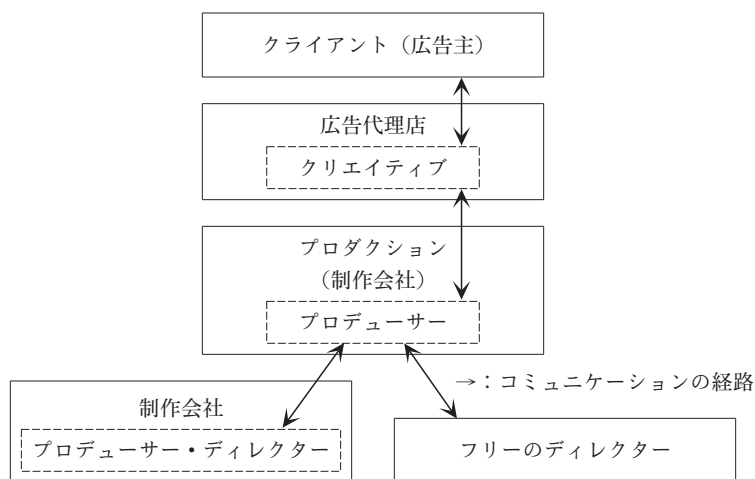 クライアント（広告主）
広告代理店
クリエイティブ
プロダクション
（制作会社）
プロデューサー
→：コミュニケーションの経路
制作会社
プロデューサー・ディレクター
フリーのディレクター